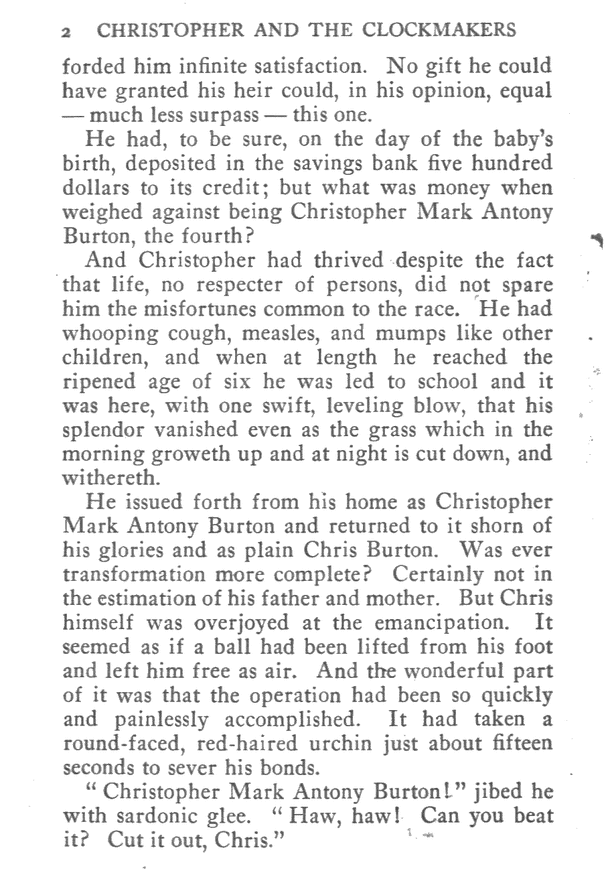 2 CHRISTOPHER AND THE CLOCKMAKERS
forded him infinite satisfaction. No gift he could
have granted his heir could, in his opinion, equal
— much less surpass — this one.
He had, to be sure, on the day of the baby's
birth, deposited in the savings bank five hundred
dollars to its credit; but what was money when
weighed against being Christopher Mark Antony
Burton, the fourth?
And Christopher had thrived despite the fact
that life, no respecter of persons, did not spare
him the misfortunes common to the race. He had
whooping cough, measles, and mumps like other
children, and when at length he reached the
ripened age of six he was led to school and it
was here, with one swift, leveling blow, that his
splendor vanished even as the grass which in the
morning groweth up and at night is cut down, and
withereth.
He issued forth from his home as Christopher
Mark Antony Burton and returned to it shorn of
his glories and as plain Chris Burton. Was ever
transformation more complete? Certainly not in
the estimation of his father and mother. But Chris
himself was overjoyed at the emancipation. It
seemed as if a ball had been lifted from his foot
and left him free as air. And the wonderful part
of it was that the operation had been so quickly
and painlessly accomplished. It had taken a
round-faced, red-haired urchin just about fifteen
seconds to sever his bonds.
"Christopher Mark Antony Burton!" jibed he
with sardonic glee. "Haw, haw! Can you beat
it? Cut it out, Chris."